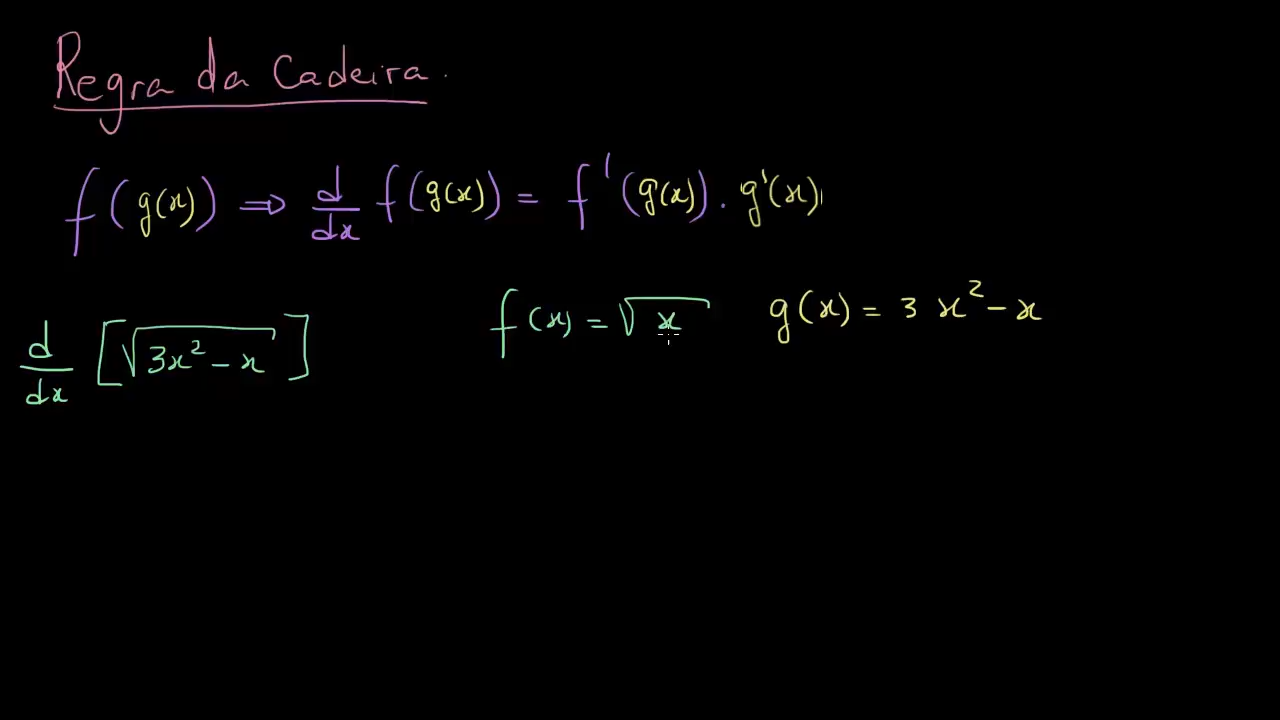 Regra da Cadeira.
f(g(x)) ⇒ d/dx f(g(x)) = f'(g(x)) · g'(x)
d/dx [√(3x² − x)] f(x) = √x g(x) = 3x² − x